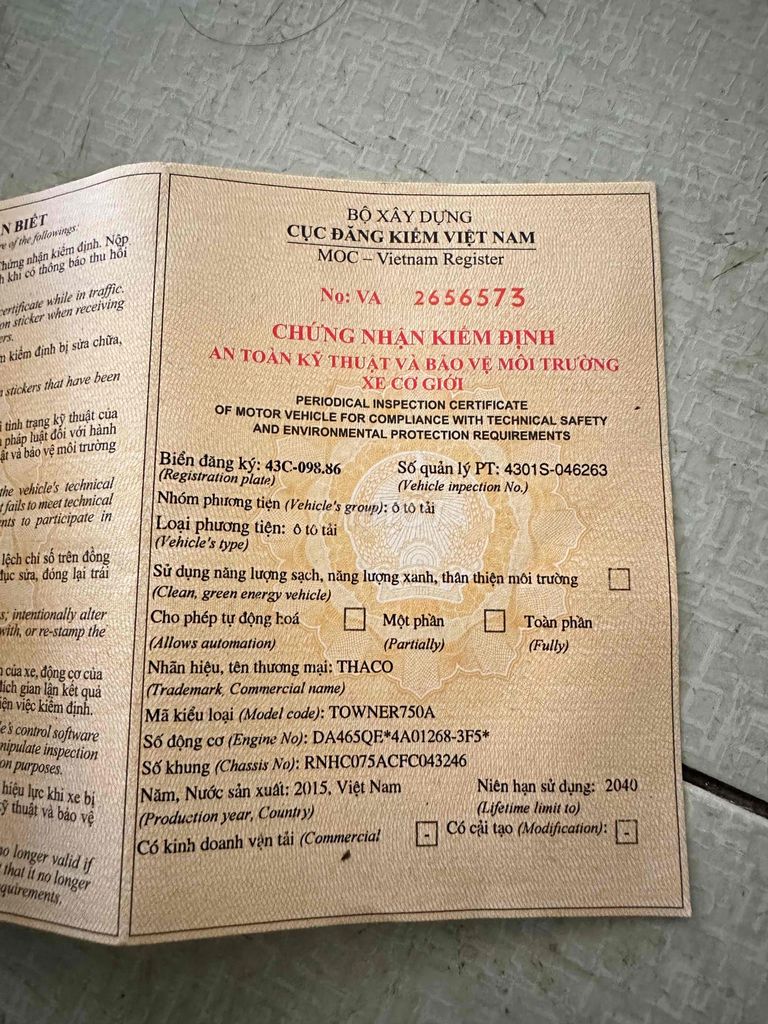 N BIẾT
re of the followings:
Chứng nhận kiểm định. Nộp
h khi có thông báo thu hồi
certificate while in traffic.
on sticker when receiving
ers.
n kiểm định bị sửa chữa,
n stickers that have been
ì tình trạng kỹ thuật của
pháp luật đối với hành
ật và bảo vệ môi trường
the vehicle's technical
t fails to meet technical
nts to participate in
lệch chỉ số trên đồng
đục sửa, đóng lại trái
s; intentionally alter
with, or re-stamp the
n của xe, động cơ của
đích gian lận kết quả
iện việc kiểm định.
le's control software
nipulate inspection
on purposes.
hiệu lực khi xe bị
kỹ thuật và bảo vệ
no longer valid if
that it no longer
quirements,
BỘ XÂY DỰNG
CỤC ĐĂNG KIỂM VIỆT NAM
MOC – Vietnam Register
No: VA 2656573
CHỨNG NHẬN KIỂM ĐỊNH
AN TOÀN KỸ THUẬT VÀ BẢO VỆ MÔI TRƯỜNG
XE CƠ GIỚI
PERIODICAL INSPECTION CERTIFICATE
OF MOTOR VEHICLE FOR COMPLIANCE WITH TECHNICAL SAFETY
AND ENVIRONMENTAL PROTECTION REQUIREMENTS
Biển đăng ký: 43C-098.86 Số quản lý PT: 4301S-046263
(Registration plate) (Vehicle inpection No.)
Nhóm phương tiện (Vehicle's group): ô tô tải
Loại phương tiện: ô tô tải
(Vehicle's type)
Sử dụng năng lượng sạch, năng lượng xanh, thân thiện môi trường
(Clean, green energy vehicle)
Cho phép tự động hoá Một phần Toàn phần
(Allows automation) (Partially) (Fully)
Nhãn hiệu, tên thương mại: THACO
(Trademark, Commercial name)
Mã kiểu loại (Model code): TOWNER750A
Số động cơ (Engine No): DA465QE*4A01268-3F5*
Số khung (Chassis No): RNHC075ACFC043246
Năm, Nước sản xuất: 2015, Việt Nam Niên hạn sử dụng: 2040
(Production year, Country) (Lifetime limit to)
Có kinh doanh vận tải (Commercial - Có cải tạo (Modification): -